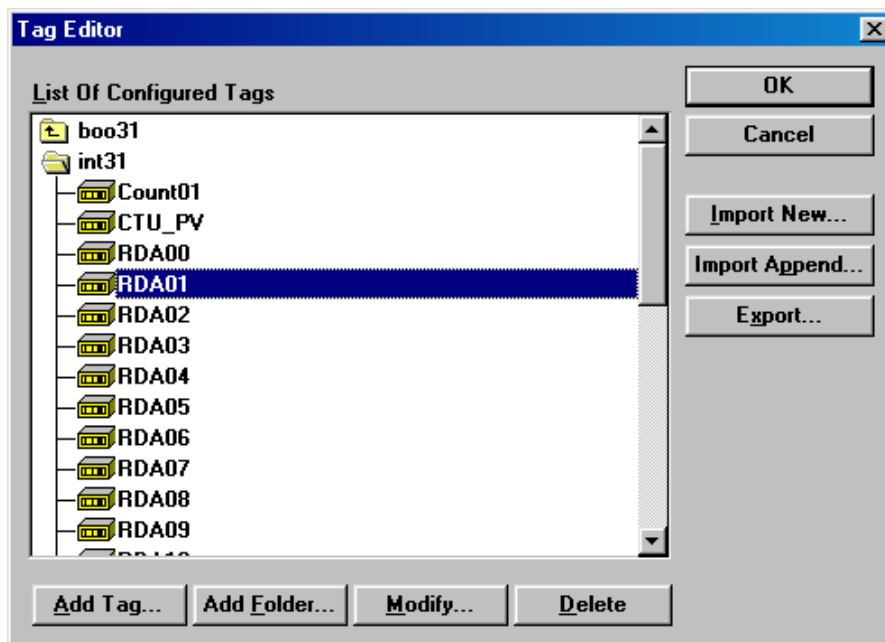 Tag Editor
List Of Configured Tags
boo31
int31
Count01
CTU_PV
RDA00
RDA01
RDA02
RDA03
RDA04
RDA05
RDA06
RDA07
RDA08
RDA09
OK
Cancel
Import New...
Import Append...
Export...
Add Tag...
Add Folder...
Modify...
Delete